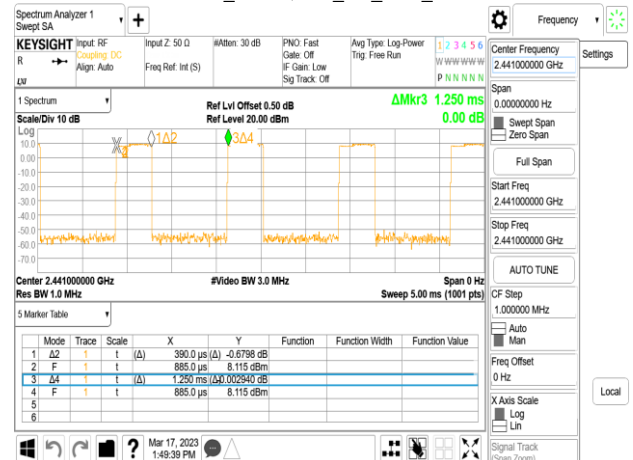 Spectrum Analyzer 1
Swept SA
Frequency
KEYSIGHT
Input: RF
Coupling: DC
Align: Auto
Input Z: 50 Ω
Freq Ref: Int (S)
#Atten: 30 dB
PNO: Fast
Gate: Off
IF Gain: Low
Sig Track: Off
Avg Type: Log-Power
Trig: Free Run
1 2 3 4 5 6
W W W W W W
P N N N N N
R
LXI
Center Frequency
2.441000000 GHz
Settings
1 Spectrum
Scale/Div 10 dB
Ref Lvl Offset 0.50 dB
Ref Level 20.00 dBm
ΔMkr3 1.250 ms
0.00 dB
Span
0.00000000 Hz
Swept Span
Zero Span
Full Span
Start Freq
2.441000000 GHz
Stop Freq
2.441000000 GHz
AUTO TUNE
CF Step
1.000000 MHz
Auto
Man
Freq Offset
0 Hz
X Axis Scale
Log
Lin
Signal Track
(Span Zoom)
Local
Log
10.0
0.00
-10.0
-20.0
-30.0
-40.0
-50.0
-60.0
-70.0
1Δ2
3Δ4
Center 2.441000000 GHz
Res BW 1.0 MHz
#Video BW 3.0 MHz
Span 0 Hz
Sweep 5.00 ms (1001 pts)
5 Marker Table
Mode Trace Scale X Y Function Function Width Function Value
1 Δ2 1 t (Δ) 390.0 µs (Δ) -0.6798 dB
2 F 1 t 885.0 µs 8.115 dBm
3 Δ4 1 t (Δ) 1.250 ms (Δ) -0.002940 dB
4 F 1 t 885.0 µs 8.115 dBm
5
6
?
Mar 17, 2023
1:49:39 PM